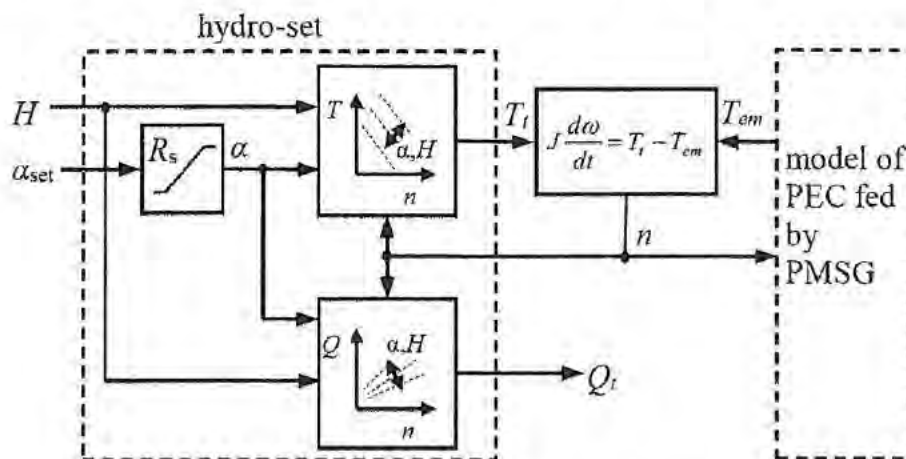 hydro-set
H
α_set
R_s
α
T
α,H
n
T_t
J dω/dt = T_t − T_em
T_em
n
model of
PEC fed
by
PMSG
Q
α,H
n
Q_t